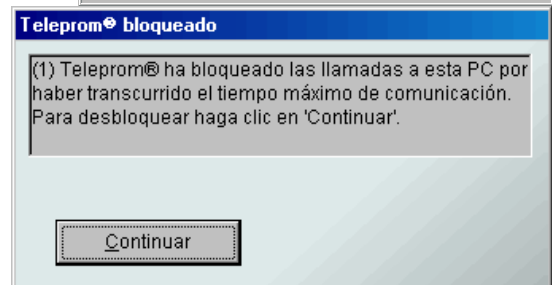 Teleprom® bloqueado
(1) Teleprom® ha bloqueado las llamadas a esta PC por
haber transcurrido el tiempo máximo de comunicación.
Para desbloquear haga clic en 'Continuar'.
Continuar